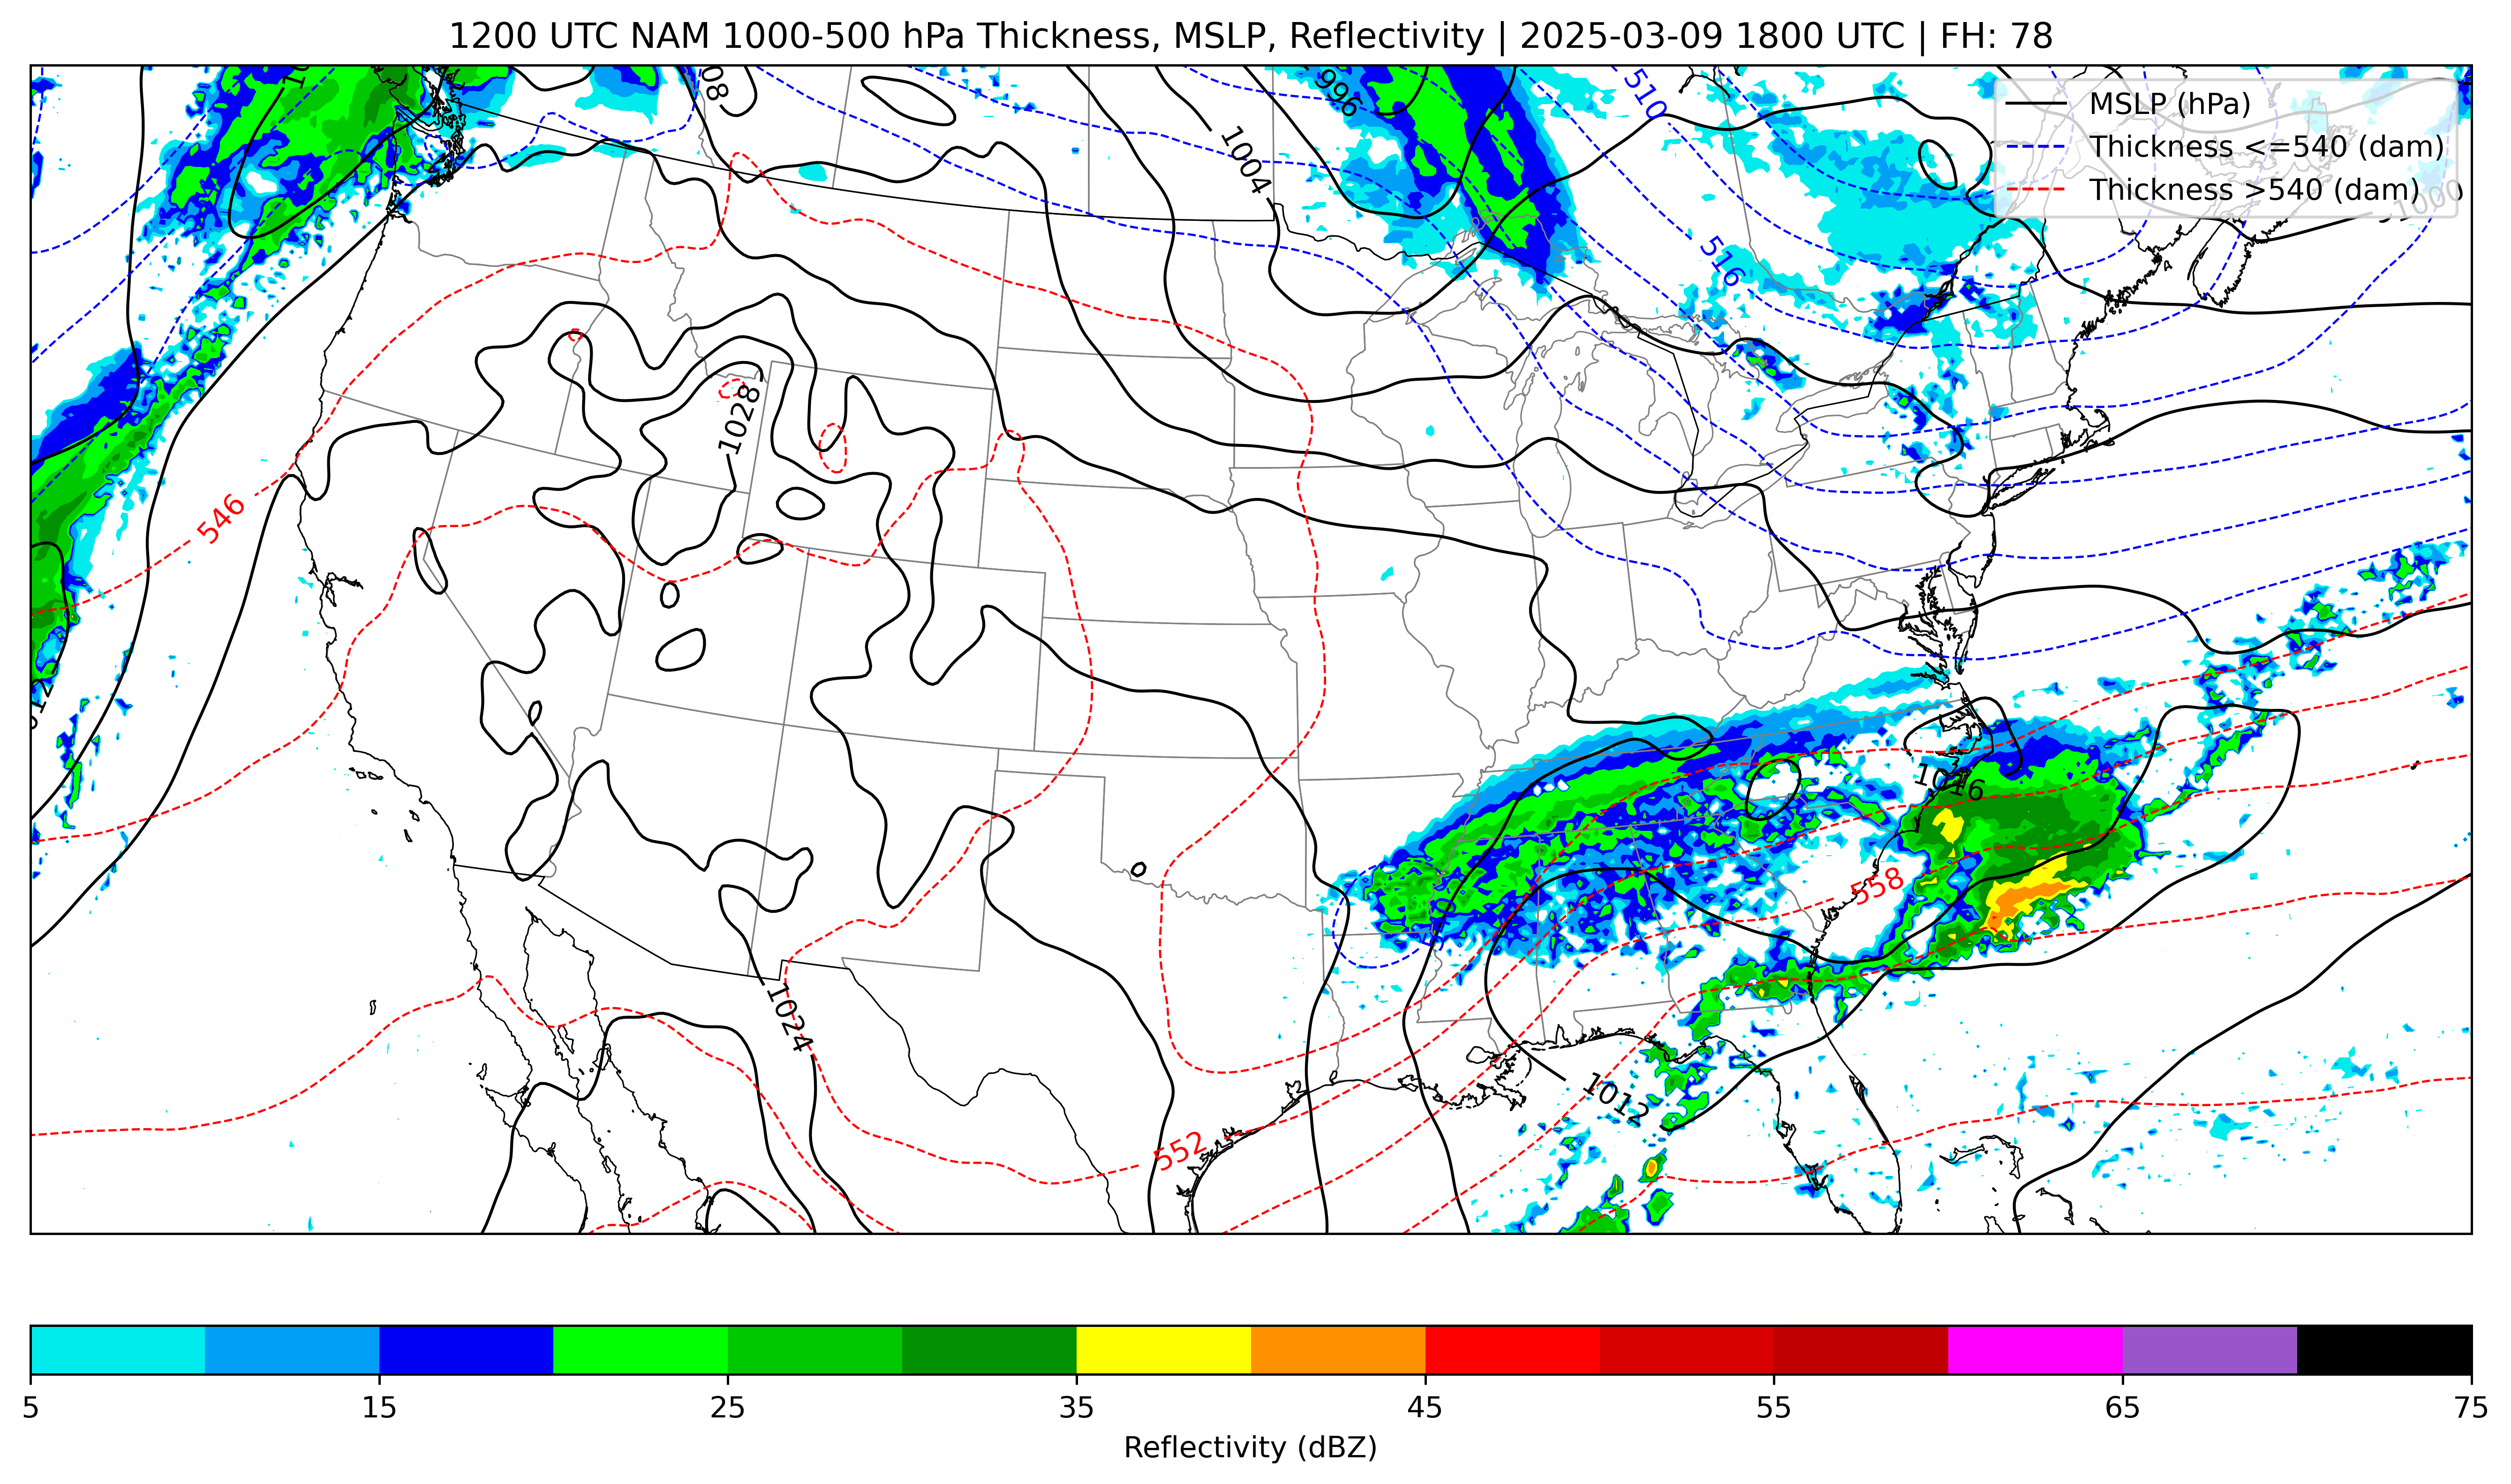 1200 UTC NAM 1000-500 hPa Thickness, MSLP, Reflectivity | 2025-03-09 1800 UTC | FH: 78
MSLP (hPa)
Thickness <=540 (dam)
Thickness >540 (dam)
996
510
1004
1000
516
1028
546
1016
558
1024
1012
552
5 15 25 35 45 55 65 75
Reflectivity (dBZ)